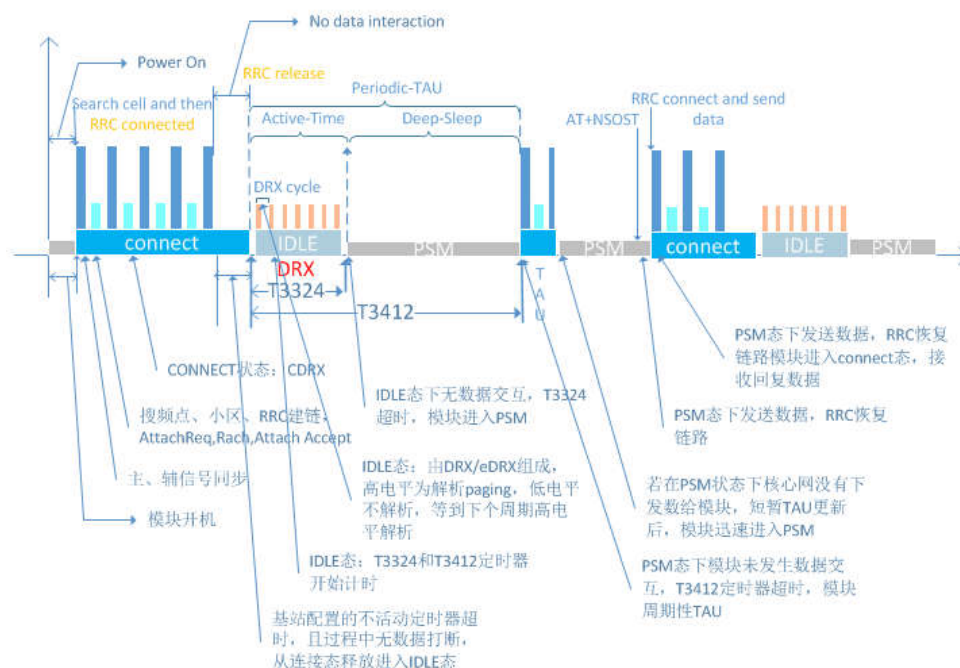 No data interaction
Power On
RRC release
Periodic-TAU
Search cell and then
RRC connected
RRC connect and send
data
Active-Time
Deep-Sleep
AT+NSOST
DRX cycle
connect
IDLE
PSM
PSM
connect
IDLE
PSM
DRX
T3324
T3412
T
A
U
PSM态下发送数据，RRC恢复
链路模块进入connect态，接
收回复数据
CONNECT状态：CDRX
IDLE态下无数据交互，T3324
超时，模块进入PSM
PSM态下发送数据，RRC恢复
链路
搜频点、小区、RRC建链；
AttachReq,Rach,Attach Accept
IDLE态：由DRX/eDRX组成，
高电平为解析paging，低电平
不解析，等到下个周期高电
平解析
主、辅信号同步
若在PSM状态下核心网没有下
发数给模块，短暂TAU更新
后，模块迅速进入PSM
模块开机
IDLE态：T3324和T3412定时器
开始计时
PSM态下模块未发生数据交
互，T3412定时器超时，模块
周期性TAU
基站配置的不活动定时器超
时，且过程中无数据打断，
从连接态释放进入IDLE态